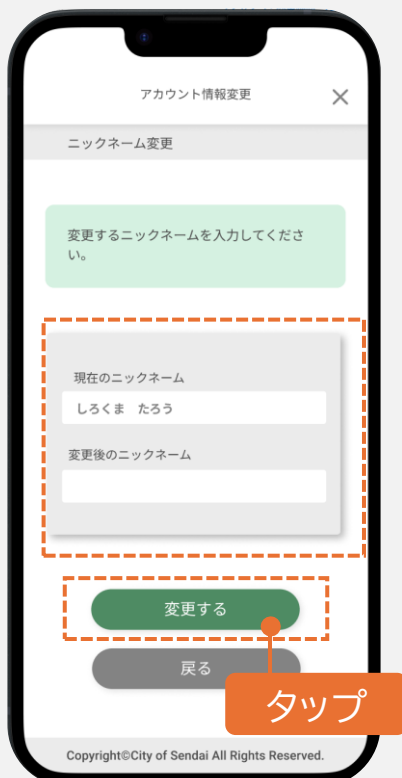 アカウント情報変更
ニックネーム変更
変更するニックネームを入力してくださ
い。
現在のニックネーム
しろくま　たろう
変更後のニックネーム
変更する
戻る
タップ
Copyright©City of Sendai All Rights Reserved.